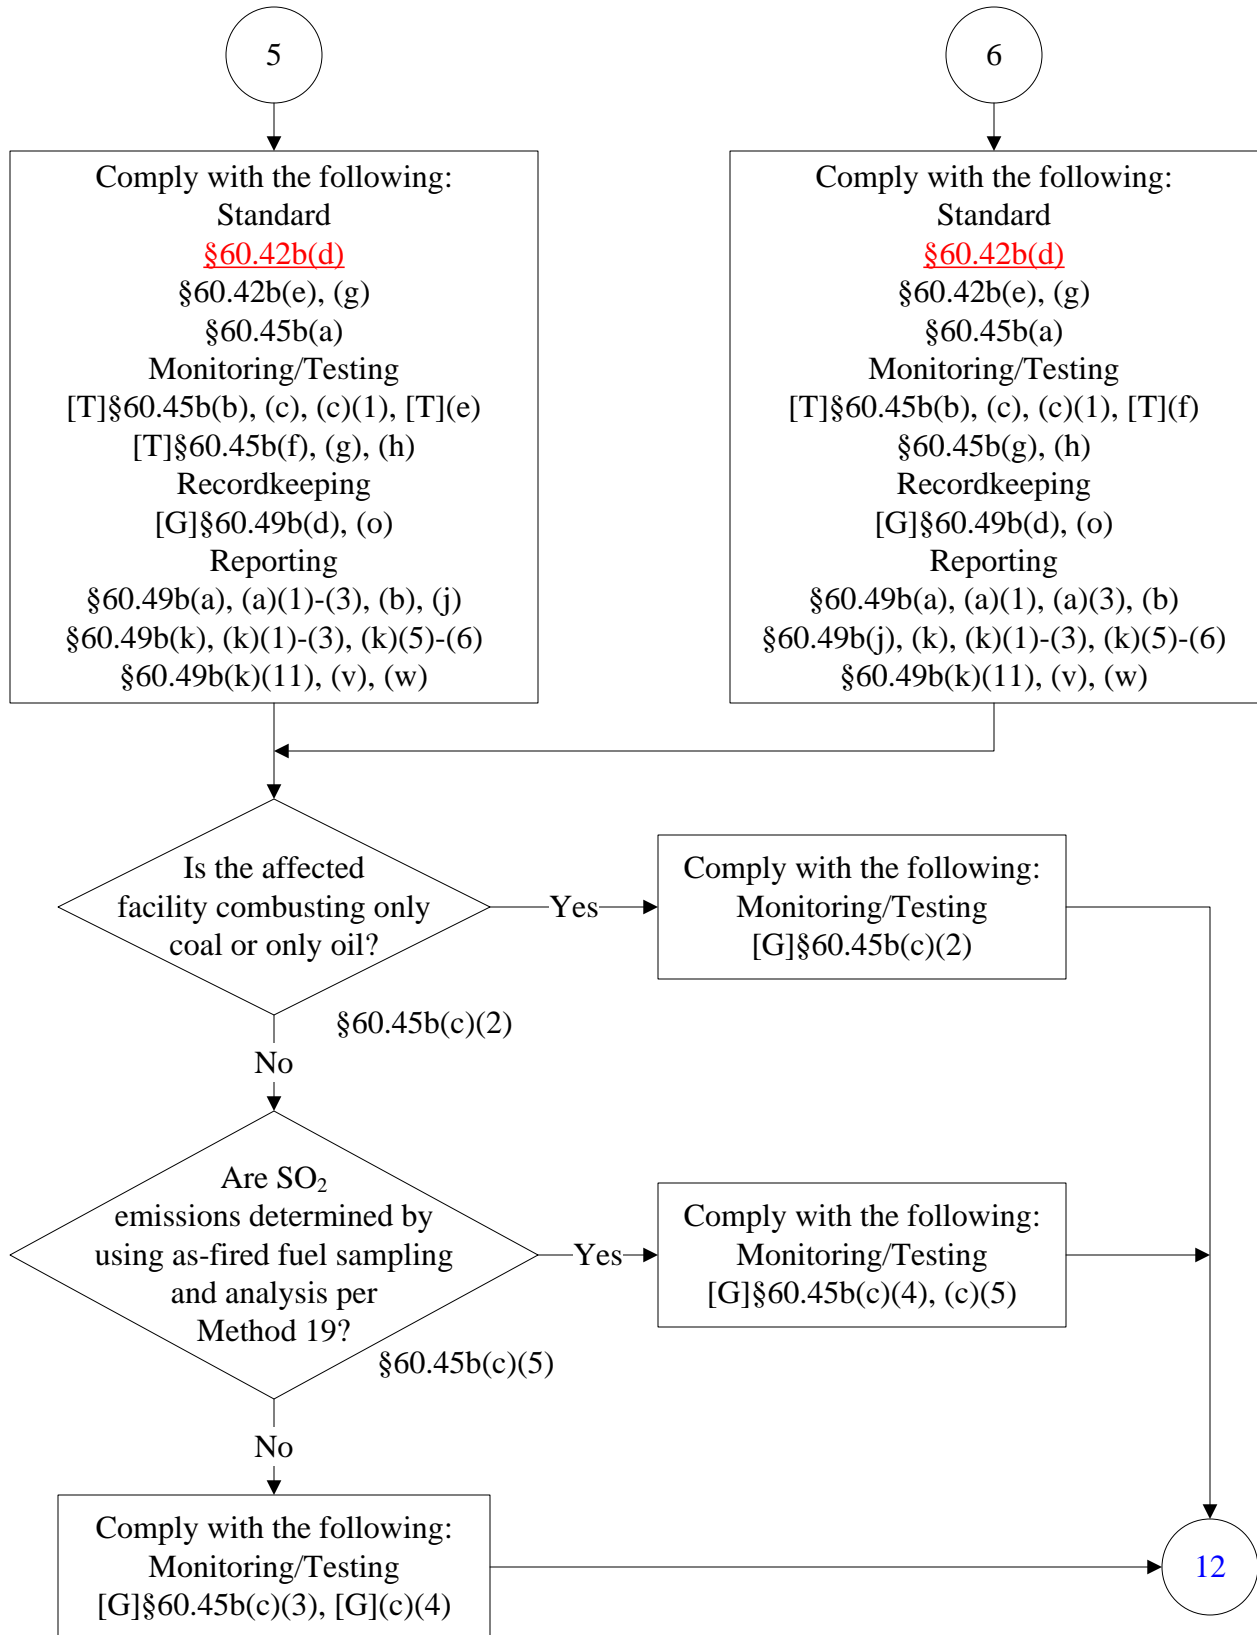 5
Comply with the following:
Standard
§60.42b(d)
§60.42b(e), (g)
§60.45b(a)
Monitoring/Testing
[T]§60.45b(b), (c), (c)(1), [T](e)
[T]§60.45b(f), (g), (h)
Recordkeeping
[G]§60.49b(d), (o)
Reporting
§60.49b(a), (a)(1)-(3), (b), (j)
§60.49b(k), (k)(1)-(3), (k)(5)-(6)
§60.49b(k)(11), (v), (w)
6
Comply with the following:
Standard
§60.42b(d)
§60.42b(e), (g)
§60.45b(a)
Monitoring/Testing
[T]§60.45b(b), (c), (c)(1), [T](f)
§60.45b(g), (h)
Recordkeeping
[G]§60.49b(d), (o)
Reporting
§60.49b(a), (a)(1), (a)(3), (b)
§60.49b(j), (k), (k)(1)-(3), (k)(5)-(6)
§60.49b(k)(11), (v), (w)
Is the affected
facility combusting only
coal or only oil?
§60.45b(c)(2)
Yes
Comply with the following:
Monitoring/Testing
[G]§60.45b(c)(2)
No
Are SO₂
emissions determined by
using as-fired fuel sampling
and analysis per
Method 19?
§60.45b(c)(5)
Yes
Comply with the following:
Monitoring/Testing
[G]§60.45b(c)(4), (c)(5)
No
Comply with the following:
Monitoring/Testing
[G]§60.45b(c)(3), [G](c)(4)
12